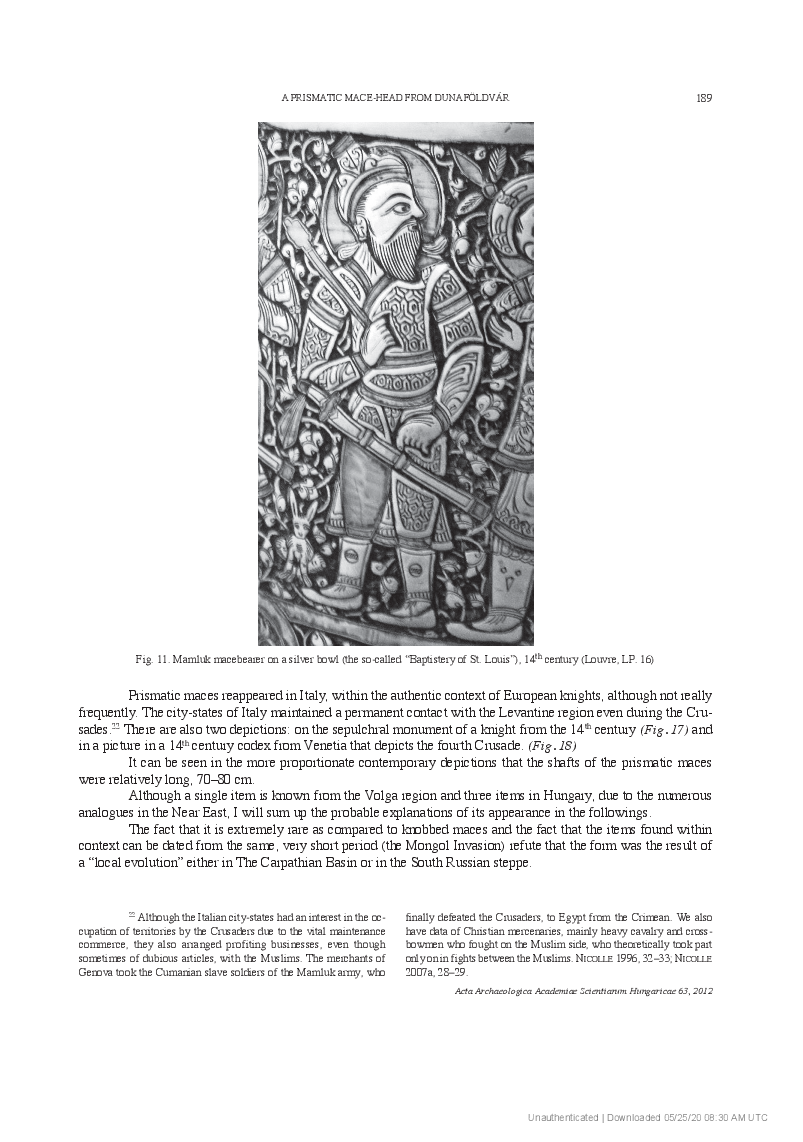 A PRISMATIC MACE-HEAD FROM DUNAFÖLDVÁR
189
Fig. 11. Mamluk macebearer on a silver bowl (the so-called “Baptistery of St. Louis”), 14th century (Louvre, LP. 16)
Prismatic maces reappeared in Italy, within the authentic context of European knights, although not really
frequently. The city-states of Italy maintained a permanent contact with the Levantine region even during the Cru-
sades.22 There are also two depictions: on the sepulchral monument of a knight from the 14th century (Fig. 17) and
in a picture in a 14th century codex from Venetia that depicts the fourth Crusade. (Fig. 18)
It can be seen in the more proportionate contemporary depictions that the shafts of the prismatic maces
were relatively long, 70–80 cm.
Although a single item is known from the Volga region and three items in Hungary, due to the numerous
analogues in the Near East, I will sum up the probable explanations of its appearance in the followings.
The fact that it is extremely rare as compared to knobbed maces and the fact that the items found within
context can be dated from the same, very short period (the Mongol Invasion) refute that the form was the result of
a “local evolution” either in The Carpathian Basin or in the South Russian steppe.
22 Although the Italian city-states had an interest in the oc-
cupation of territories by the Crusaders due to the vital maintenance
commerce, they also arranged profiting businesses, even though
sometimes of dubious articles, with the Muslims. The merchants of
Genova took the Cumanian slave soldiers of the Mamluk army, who
finally defeated the Crusaders, to Egypt from the Crimean. We also
have data of Christian mercenaries, mainly heavy cavalry and cross-
bowmen who fought on the Muslim side, who theoretically took part
only on in fights between the Muslims. NICOLLE 1996, 32–33; NICOLLE
2007a, 28–29.
Acta Archaeologica Academiae Scientiarum Hungaricae 63, 2012
Unauthenticated | Downloaded 05/25/20 08:30 AM UTC